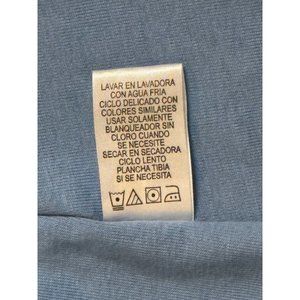 LAVAR EN LAVADORA
CON AGUA FRIA
CICLO DELICADO CON
COLORES SIMILARES
USAR SOLAMENTE
BLANQUEADOR SIN
CLORO CUANDO
SE NECESITE
SECAR EN SECADORA
CICLO LENTO
PLANCHA TIBIA
SI SE NECESITE